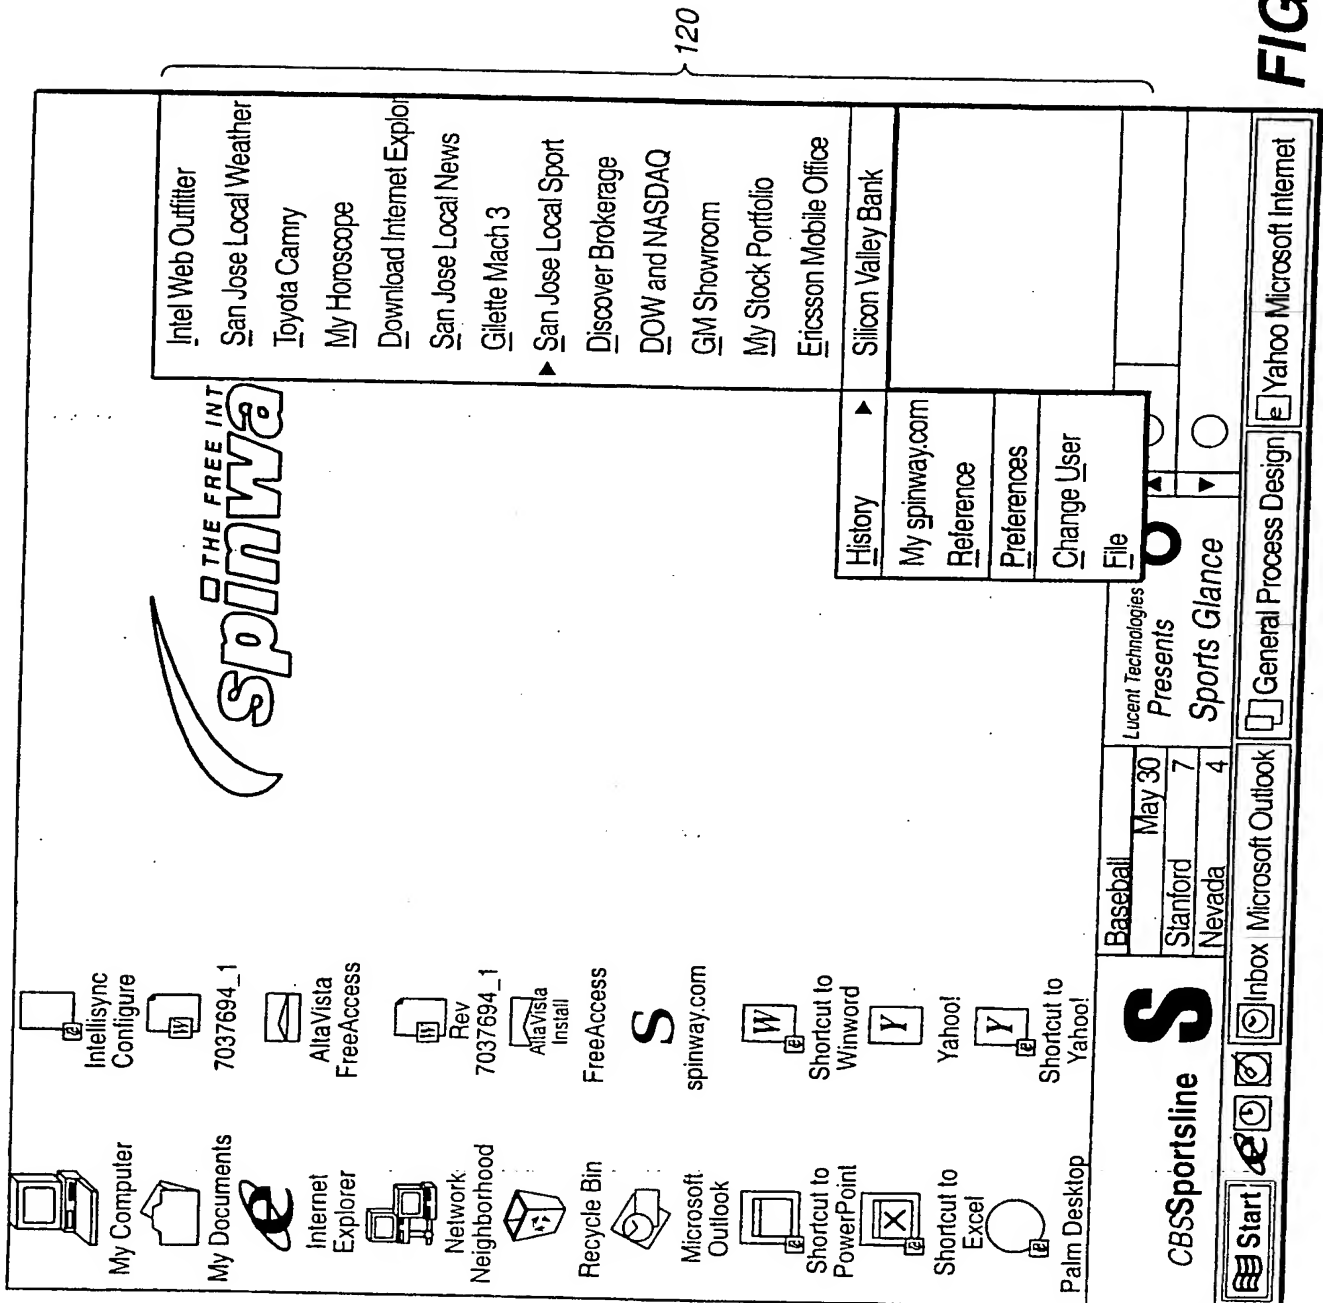 My Computer
My Documents
Internet
Explorer
Network
Neighborhood
Recycle Bin
Microsoft
Outlook
Shortcut to
PowerPoint
Shortcut to
Excel
Palm Desktop
Intellisync
Configure
W
7037694_1
AltaVista
FreeAccess
W
Rev
7037694_1
AltaVista
Install
FreeAccess
S
spinway.com
W
Shortcut to
Winword
Y
Yahoo!
Y
Shortcut to
Yahoo!
THE FREE INT
spinwa
Intel Web Outfitter
San Jose Local Weather
Toyota Camry
My Horoscope
Download Internet Explor
San Jose Local News
Gillette Mach 3
San Jose Local Sport
Discover Brokerage
DOW and NASDAQ
GM Showroom
My Stock Portfolio
Ericsson Mobile Office
Silicon Valley Bank
120
History
My spinway.com
Reference
Preferences
Change User
File
CBSSportsline
S
Baseball
May 30
Stanford 7
Nevada 4
Lucent Technologies
Presents
Sports Glance
Start
Inbox Microsoft Outlook
General Process Design
e Yahoo Microsoft Internet
FIG